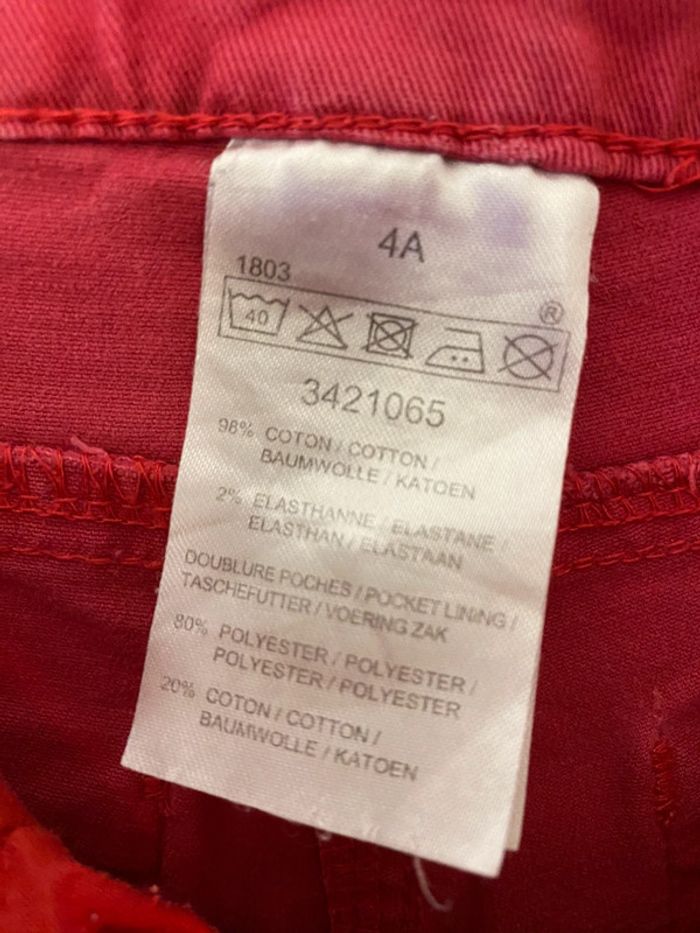 4A
1803
®
40
3421065
98% COTON / COTTON /
BAUMWOLLE / KATOEN
2% ELASTHANNE / ELASTANE /
ELASTHAN / ELASTAAN
DOUBLURE POCHES / POCKET LINING /
TASCHEFUTTER / VOERING ZAK
80% POLYESTER / POLYESTER /
POLYESTER / POLYESTER
20% COTON / COTTON /
BAUMWOLLE / KATOEN